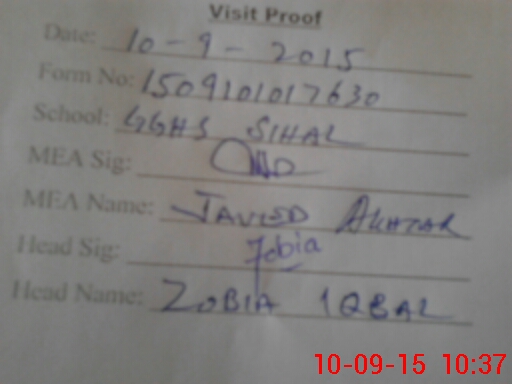 Visit Proof
Date: 10-9-2015
Form No: 1509101017630
School: GGHS SIHAL
MEA Sig:
MEA Name: JAVED AKHTAR
Head Sig: Zobia
Head Name: ZOBIA IQBAL
10-09-15 10:37